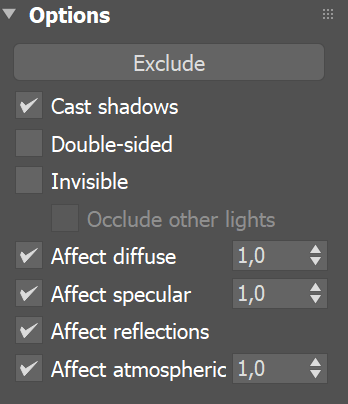 Options
Exclude
Cast shadows
Double-sided
Invisible
Occlude other lights
Affect diffuse 1,0
Affect specular 1,0
Affect reflections
Affect atmospheric 1,0